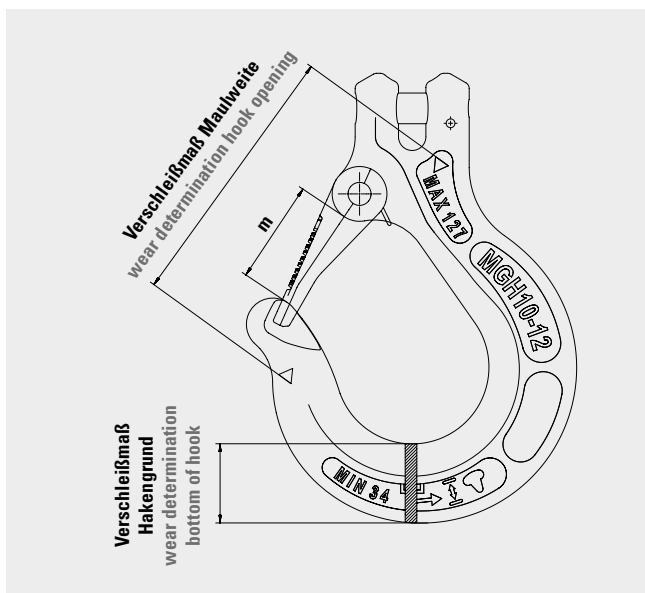 Verschleißmaß Maulweite
wear determination hook opening
m
MAX 127
MGH10-12
MIN 34
Verschleißmaß
Hakengrund
wear determination
bottom of hook